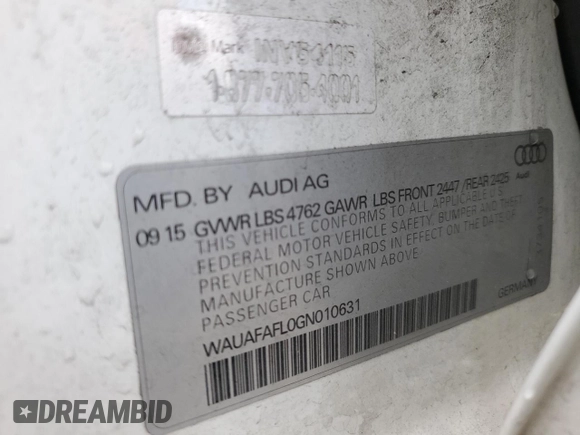 Mark
MFD. BY AUDI AG
Audi
09 15 GVWR LBS 4762 GAWR LBS FRONT 2447 /REAR 2425
THIS VEHICLE CONFORMS TO ALL APPLICABLE U.S.
FEDERAL MOTOR VEHICLE SAFETY, BUMPER AND THEFT
PREVENTION STANDARDS IN EFFECT ON THE DATE OF
MANUFACTURE SHOWN ABOVE
PASSENGER CAR
GERMANY
WAUAFAFL0GN010631
DREAMBID